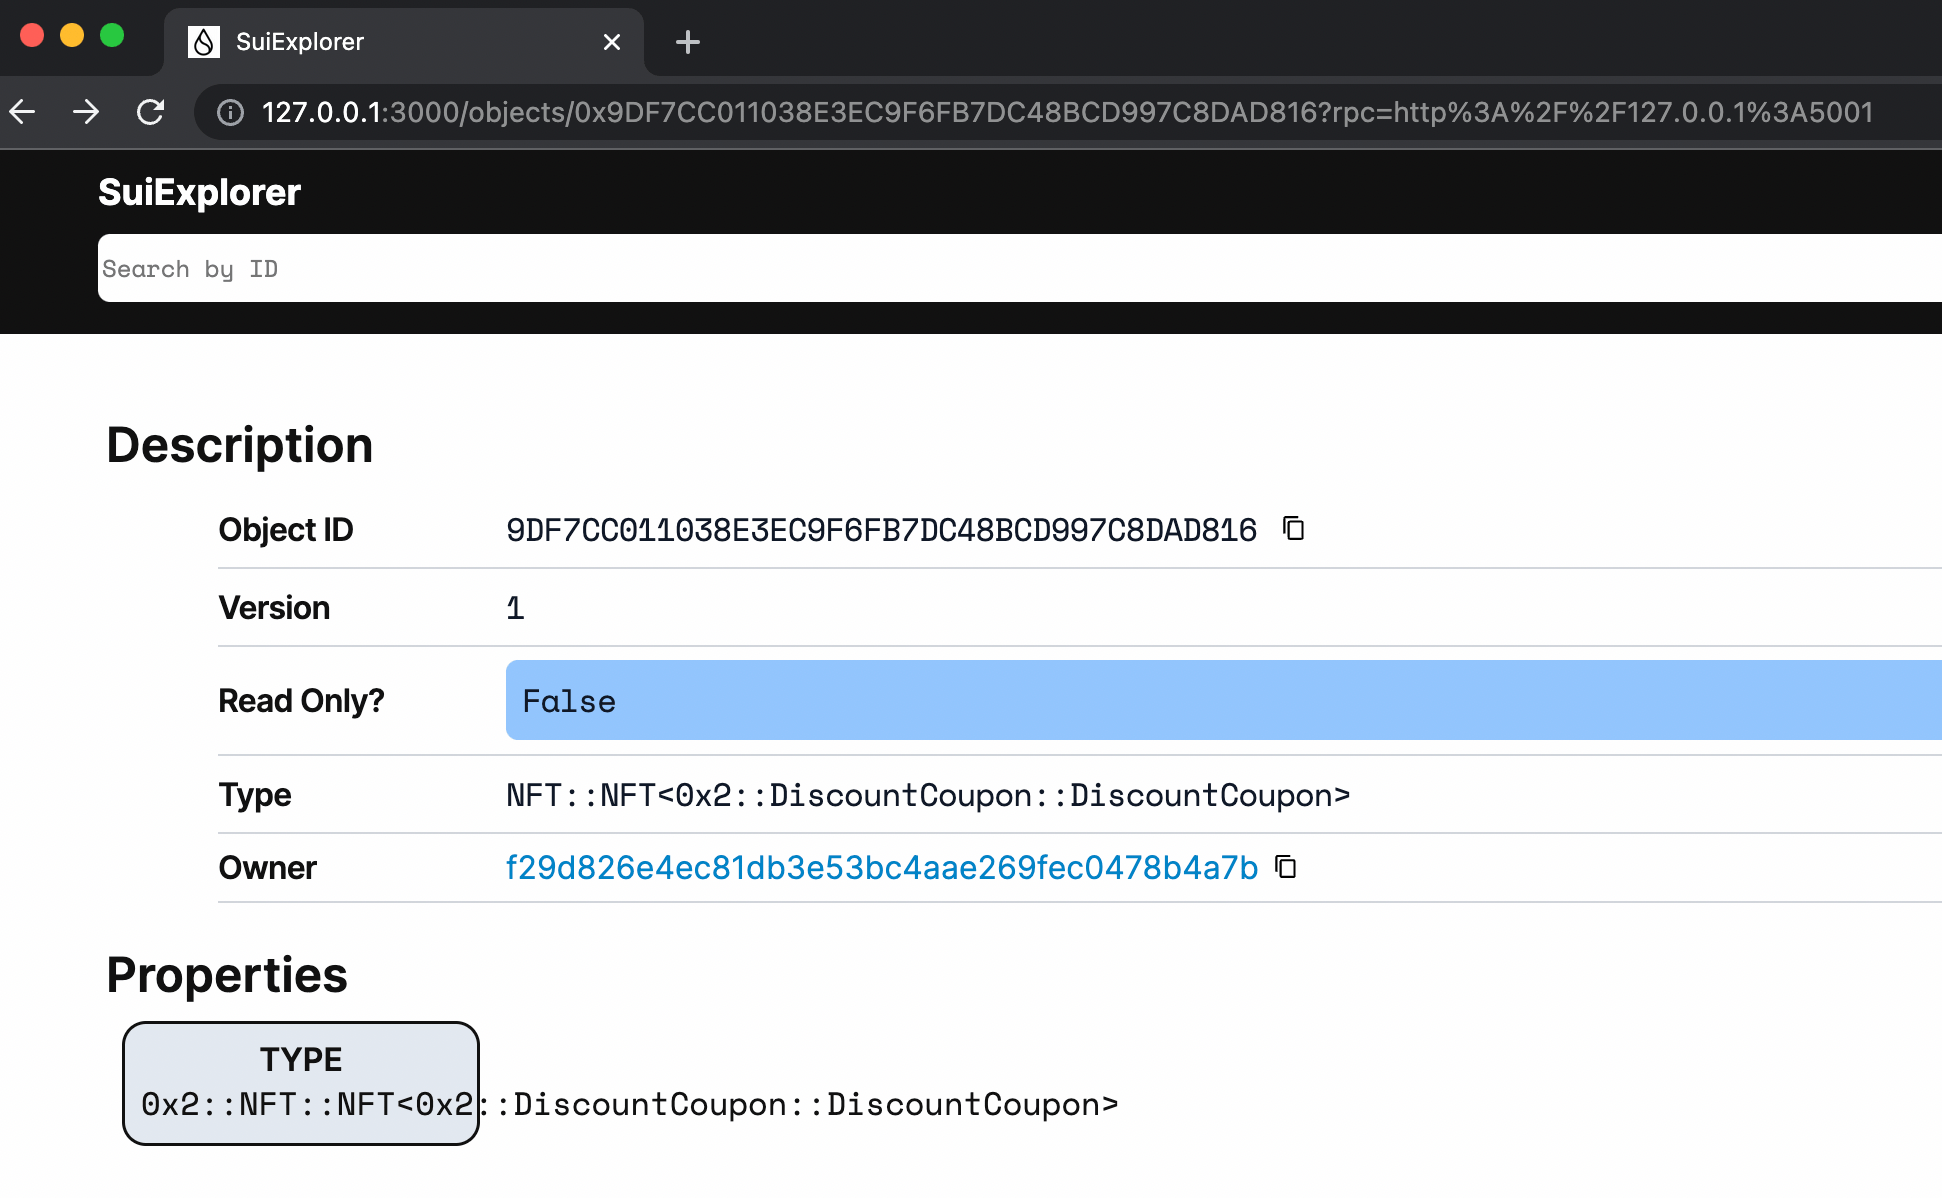 SuiExplorer
127.0.0.1:3000/objects/0x9DF7CC011038E3EC9F6FB7DC48BCD997C8DAD816?rpc=http%3A%2F%2F127.0.0.1%3A5001
SuiExplorer
Search by ID
Description
Object ID 9DF7CC011038E3EC9F6FB7DC48BCD997C8DAD816
Version 1
Read Only? False
Type NFT::NFT<0x2::DiscountCoupon::DiscountCoupon>
Owner f29d826e4ec81db3e53bc4aae269fec0478b4a7b
Properties
TYPE
0x2::NFT::NFT<0x2::DiscountCoupon::DiscountCoupon>